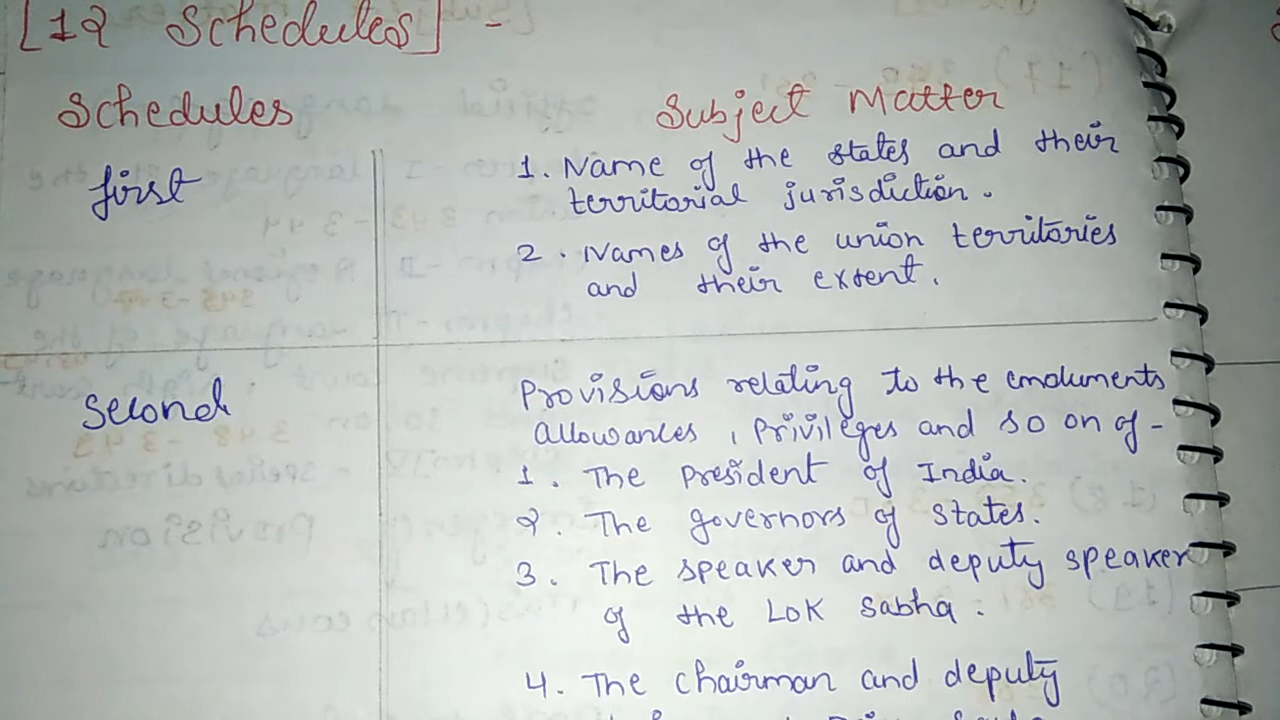 [12 Schedules] -
Schedules Subject Matter
first 1. Name of the states and their
territorial jurisdiction.
2. Names of the union territories
and their extent.
Second Provisions relating to the emoluments
allowances, privileges and so on of -
1. The President of India.
2. The governors of states.
3. The speaker and deputy speaker
of the Lok Sabha.
4. The chairman and deputy